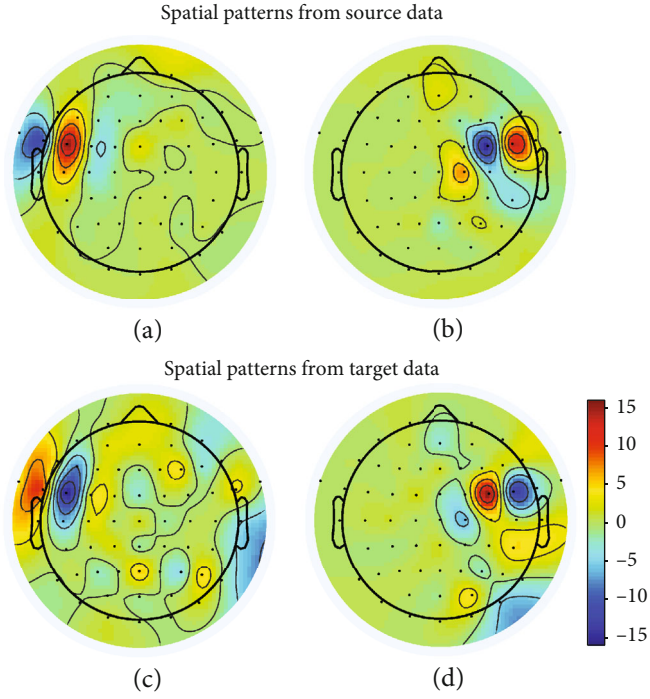 Spatial patterns from source data
(a)
(b)
Spatial patterns from target data
15
10
5
0
−5
−10
−15
(c)
(d)